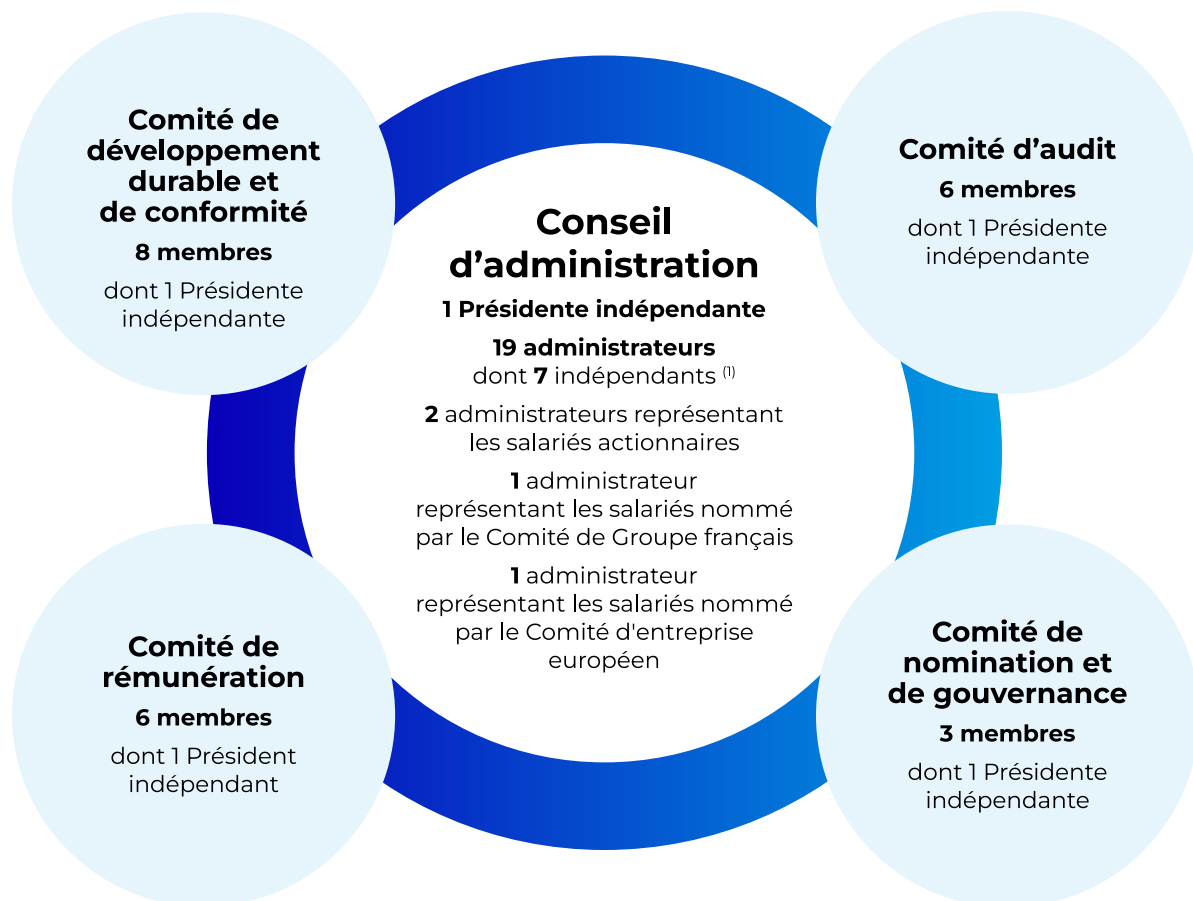 Comité de
développement
durable et
de conformité
8 membres
dont 1 Présidente
indépendante
Comité d’audit
6 membres
dont 1 Présidente
indépendante
Conseil
d’administration
1 Présidente indépendante
19 administrateurs
dont 7 indépendants (1)
2 administrateurs représentant
les salariés actionnaires
1 administrateur
représentant les salariés nommé
par le Comité de Groupe français
1 administrateur
représentant les salariés nommé
par le Comité d'entreprise
européen
Comité de
rémunération
6 membres
dont 1 Président
indépendant
Comité de
nomination et
de gouvernance
3 membres
dont 1 Présidente
indépendante